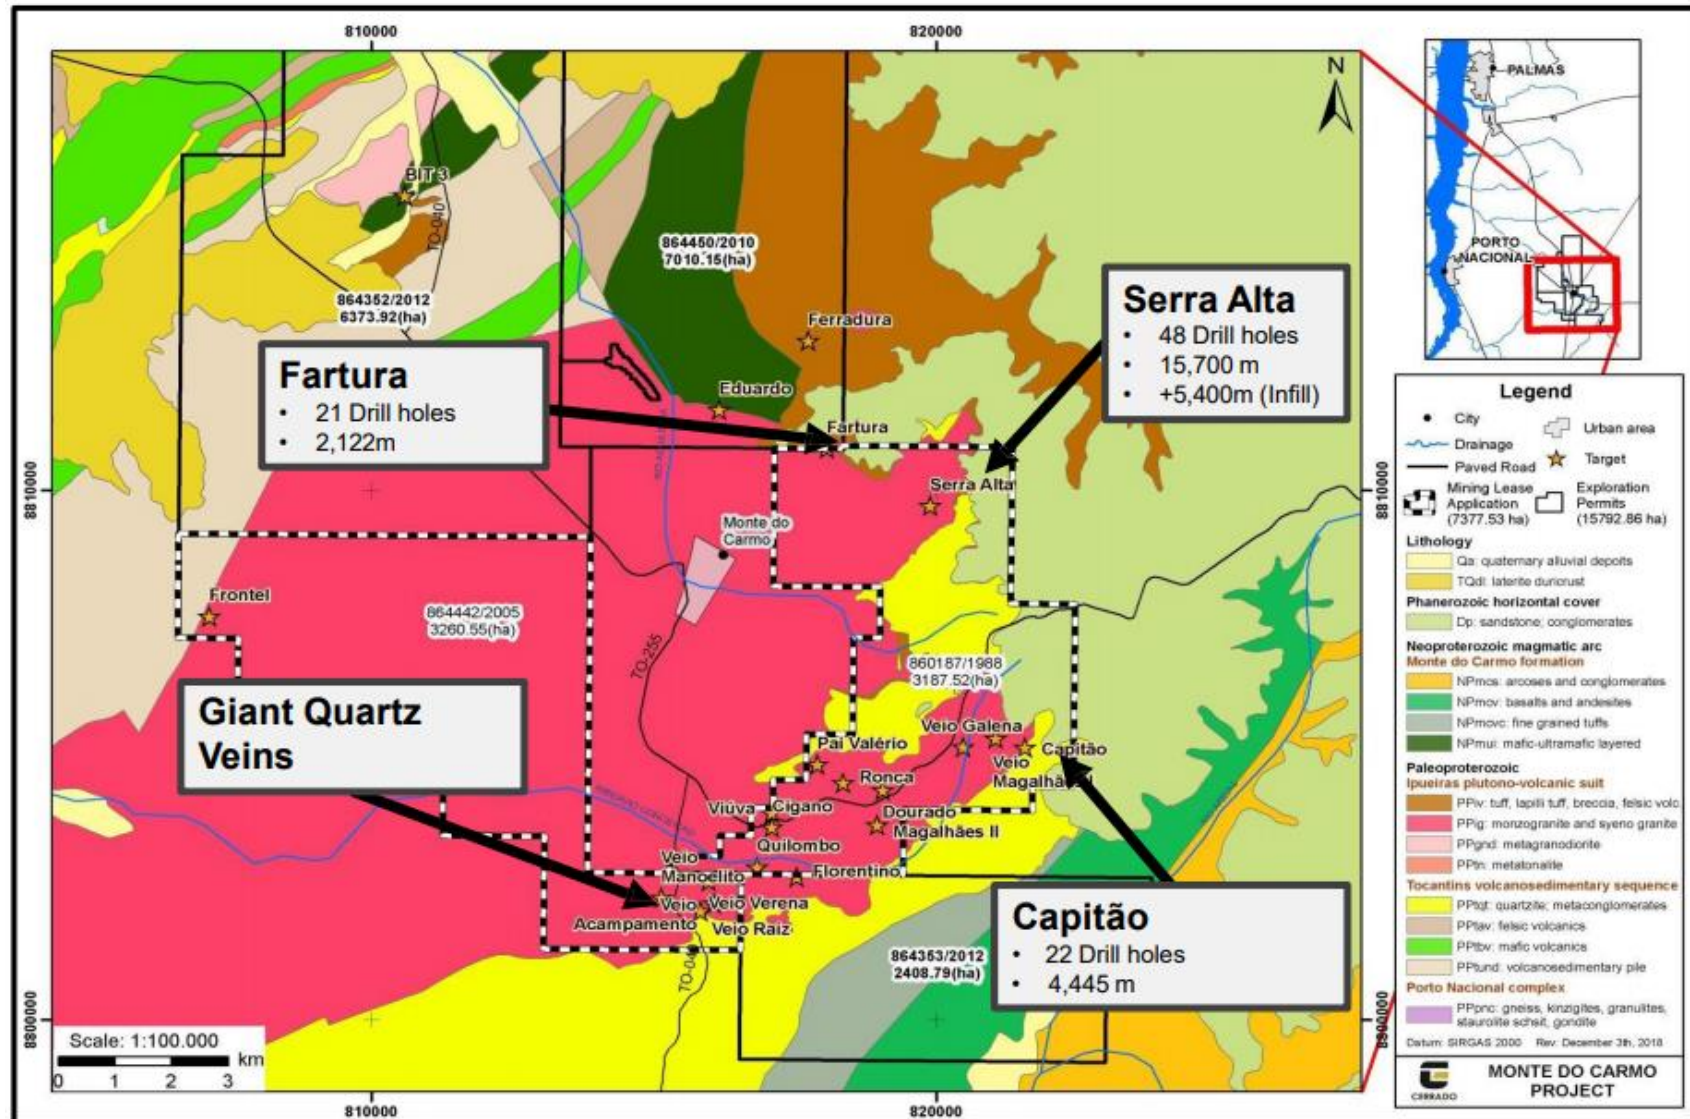 810000
820000
N
BIT 3
TO-040
864450/2010
7010.15(ha)
864352/2012
6373.92(ha)
Ferradura
Eduardo
Fartura
Fartura
• 21 Drill holes
• 2,122m
Serra Alta
• 48 Drill holes
• 15,700 m
• +5,400m (Infill)
8810000
8810000
Serra Alta
Monte do
Carmo
Frontel
864442/2005
3260.55(ha)
TO-255
860187/1988
3187.52(ha)
Giant Quartz
Veins
Veio Galena
Pai Valério
Capitão
Veio
Ronca
Viúva
Cigano
Dourado
Magalhães II
Quilombo
Veio
Manoelito
Florentino
Veio
Veio Verena
Acampamento
Veio Raiz
864353/2012
2408.79(ha)
Capitão
• 22 Drill holes
• 4,445 m
8800000
Scale: 1:100.000
km
0 1 2 3
810000
820000
PALMAS
PORTO
NACIONAL
Legend
City
Urban area
Drainage
Target
Paved Road
Mining Lease
Application
(7377.53 ha)
Exploration
Permits
(15792.86 ha)
Lithology
Qa: quaternary alluvial deposits
TQdl: laterite duricrust
Phanerozoic horizontal cover
Dp: sandstone; conglomerates
Neoproterozoic magmatic arc
Monte do Carmo formation
NPmcs: arcoses and conglomerates
NPmcv: basalts and andesites
NPmcvc: fine grained tuffs
NPmui: mafic-ultramafic layered
Paleoproterozoic
Ipueiras plutono-volcanic suit
PPiv: tuff, lapilli tuff, breccia, felsic volc.
PPig: monzogranite and syeno granite
PPgnd: metagranodiorite
PPtn: metatonalite
Tocantins volcanosedimentary sequence
PPtqt: quartzite; metaconglomerates
PPtav: felsic volcanics
PPtbv: mafic volcanics
PPtund: volcanosedimentary pile
Porto Nacional complex
PPpnc: gneiss, kinzigites, granulites,
staurolite schsit, gondite
Datum: SIRGAS 2000 Rev: December 3th, 2018
CERRADO
MONTE DO CARMO
PROJECT